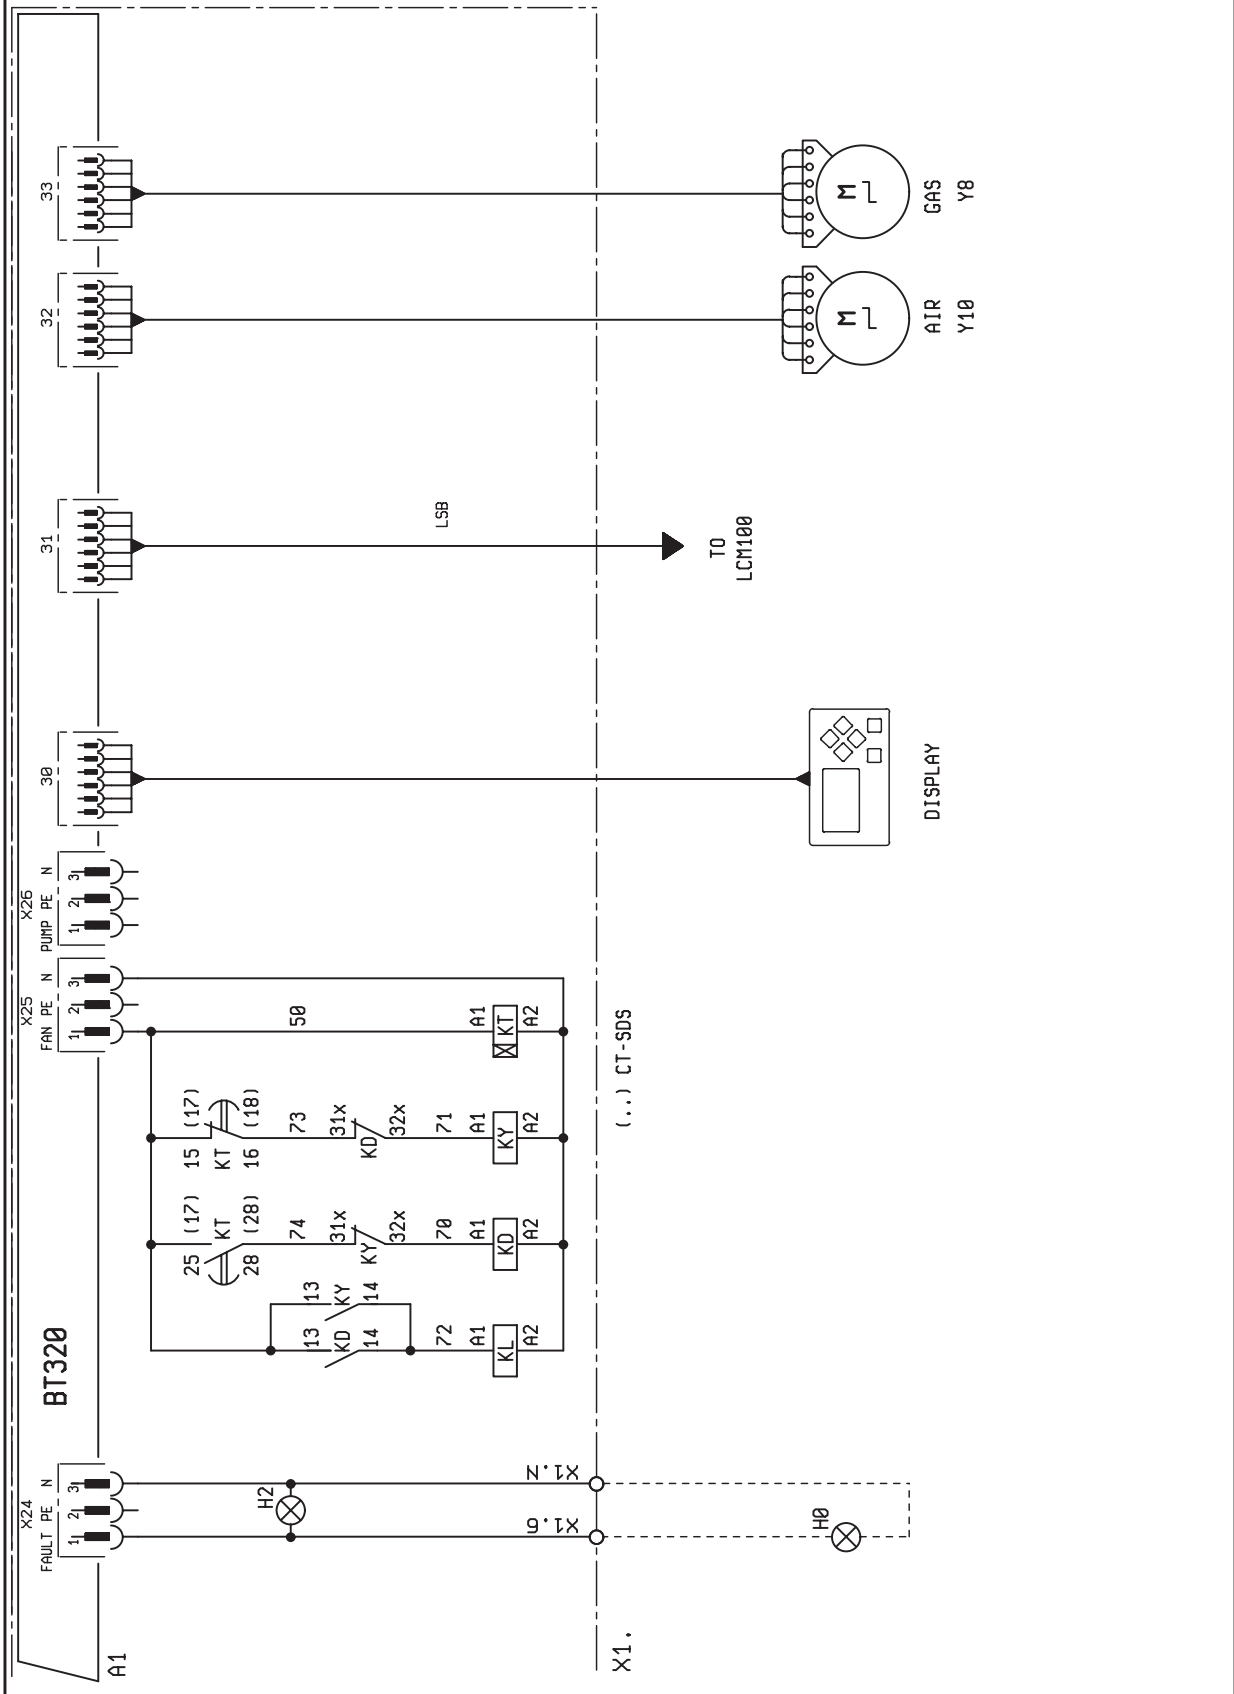 BT320
A1
X24
FAULT PE N
1 2 3
H2
X1.6
X1.N
H0
X1.
X25
FAN PE N
1 2 3
X26
PUMP PE N
1 2 3
30
31
32
33
13
KD
14
13
KY
14
72
A1
KL
A2
25 (17)
KT
28 (28)
74
31x
KY
32x
70
A1
KD
A2
15 (17)
KT
16 (18)
73
31x
KD
32x
71
A1
KY
A2
50
A1
KT
A2
(..) CT-SDS
DISPLAY
LSB
TO
LCM100
M
AIR
Y10
M
GAS
Y8